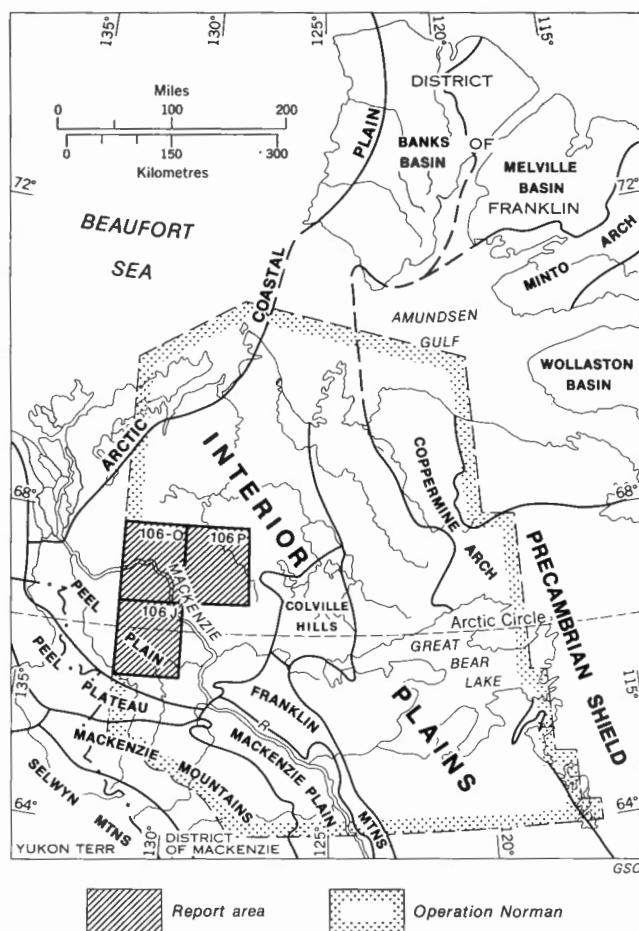 135°
130°
125°
120°
115°
Miles
0 100 200
0 150 300
Kilometres
DISTRICT
OF
FRANKLIN
BANKS
BASIN
MELVILLE
BASIN
72°
72°
BEAUFORT
SEA
ARCTIC COASTAL PLAIN
MINTO ARCH
AMUNDSEN
GULF
WOLLASTON
BASIN
INTERIOR
PLAINS
COPPERMINE
ARCH
68°
68°
106-O
106 P
106 J
MACKENZIE
R
PEEL
PLAIN
PEEL
PLATEAU
COLVILLE
HILLS
Arctic Circle
GREAT
BEAR
LAKE
PRECAMBRIAN SHIELD
135°
115°
FRANKLIN
MTNS
MACKENZIE PLAIN
MACKENZIE
MOUNTAINS
SELWYN
MTNS
64°
64°
YUKON TERR
130°
DISTRICT
OF MACKENZIE
125°
120°
GSC
Report area
Operation Norman